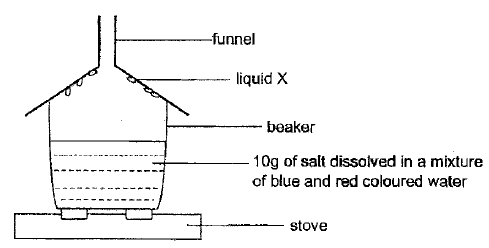 funnel
liquid X
beaker
10g of salt dissolved in a mixture
of blue and red coloured water
stove